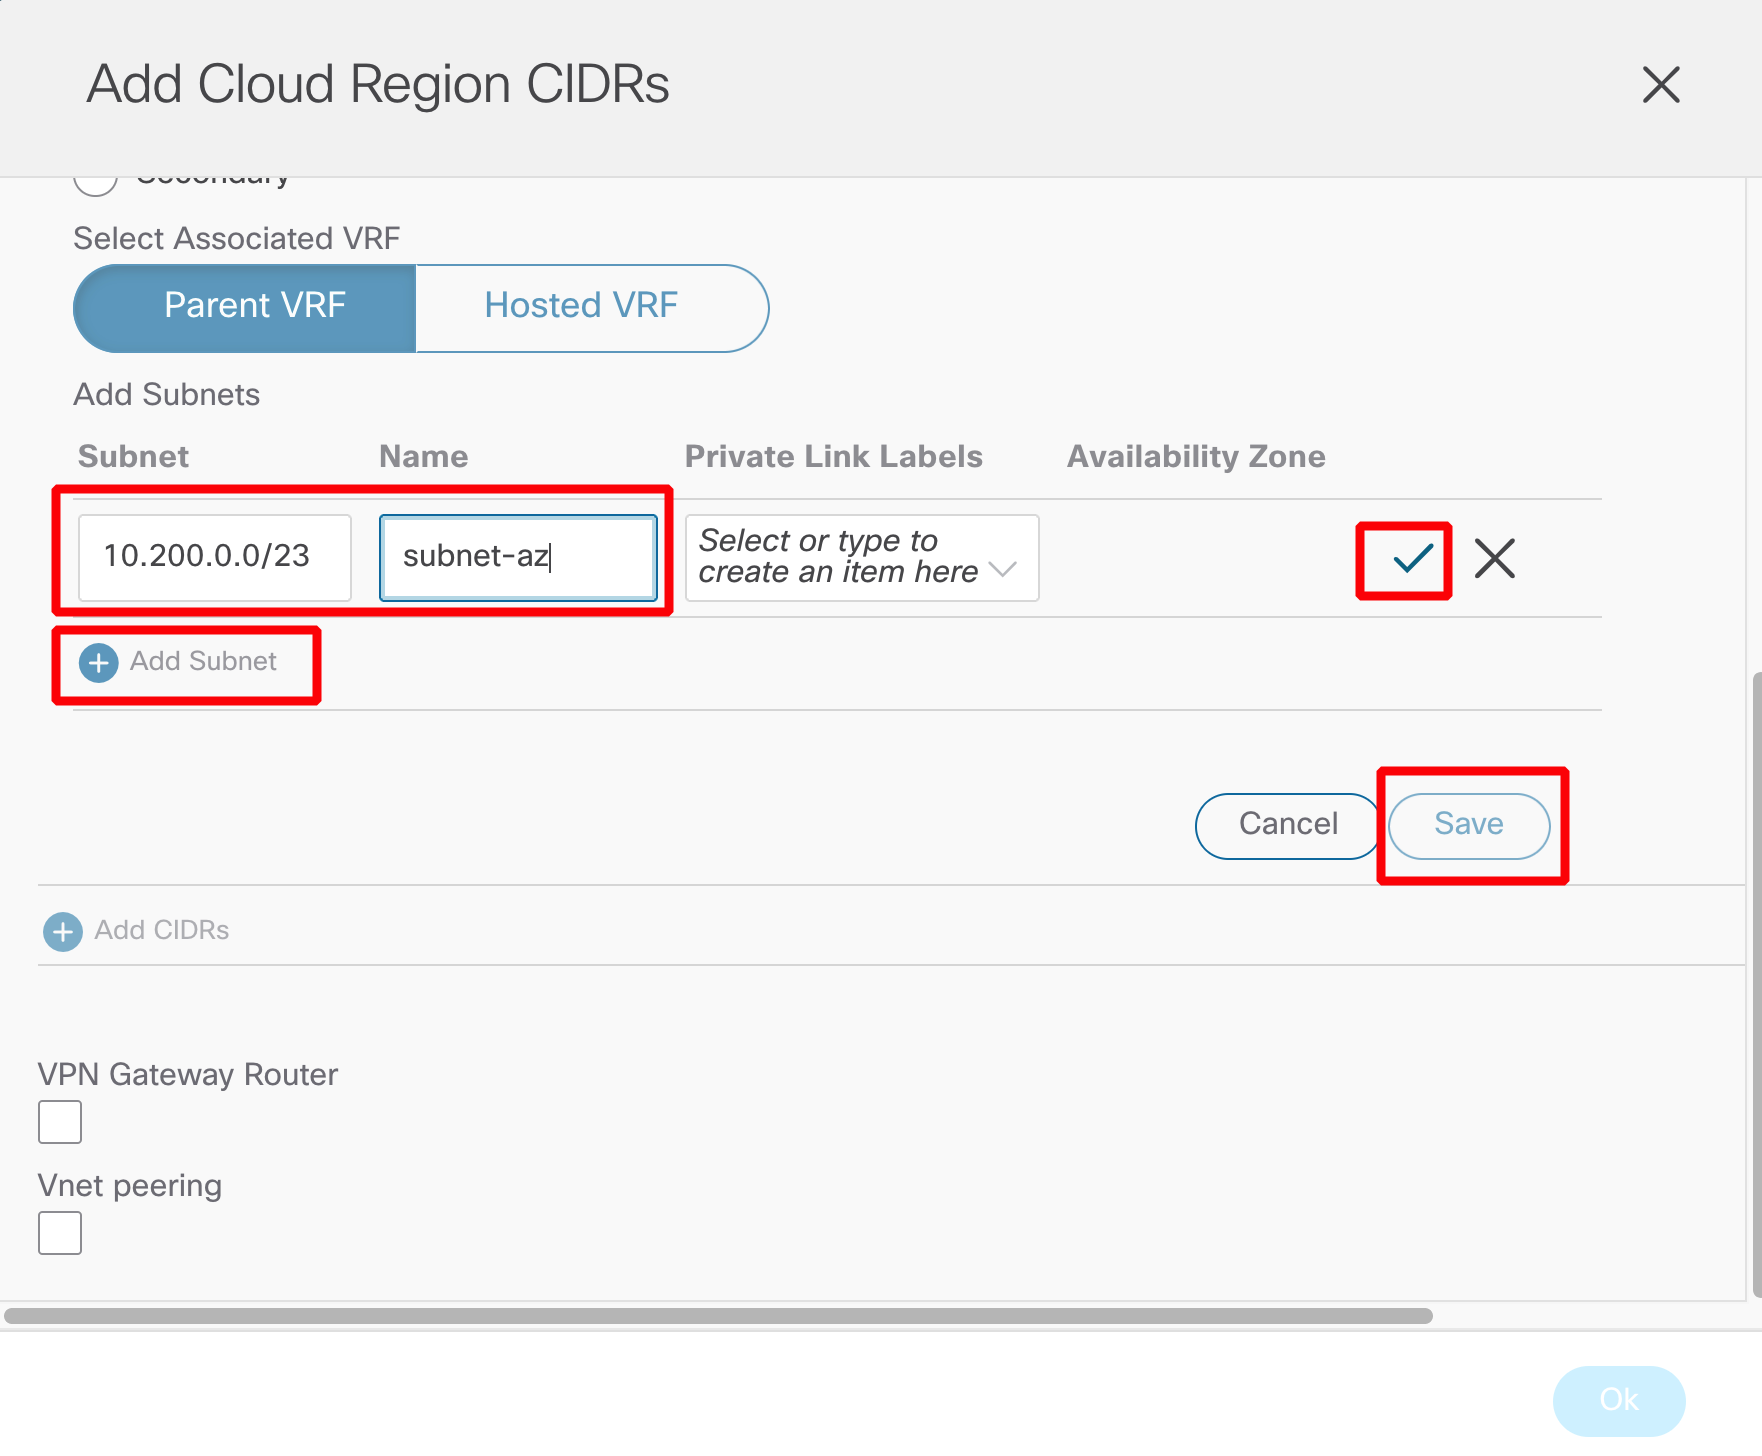 Add Cloud Region CIDRs
Secondary
Select Associated VRF
Parent VRF Hosted VRF
Add Subnets
Subnet Name Private Link Labels Availability Zone
10.200.0.0/23 subnet-az Select or type to
create an item here
Add Subnet
Cancel Save
Add CIDRs
VPN Gateway Router
Vnet peering
Ok